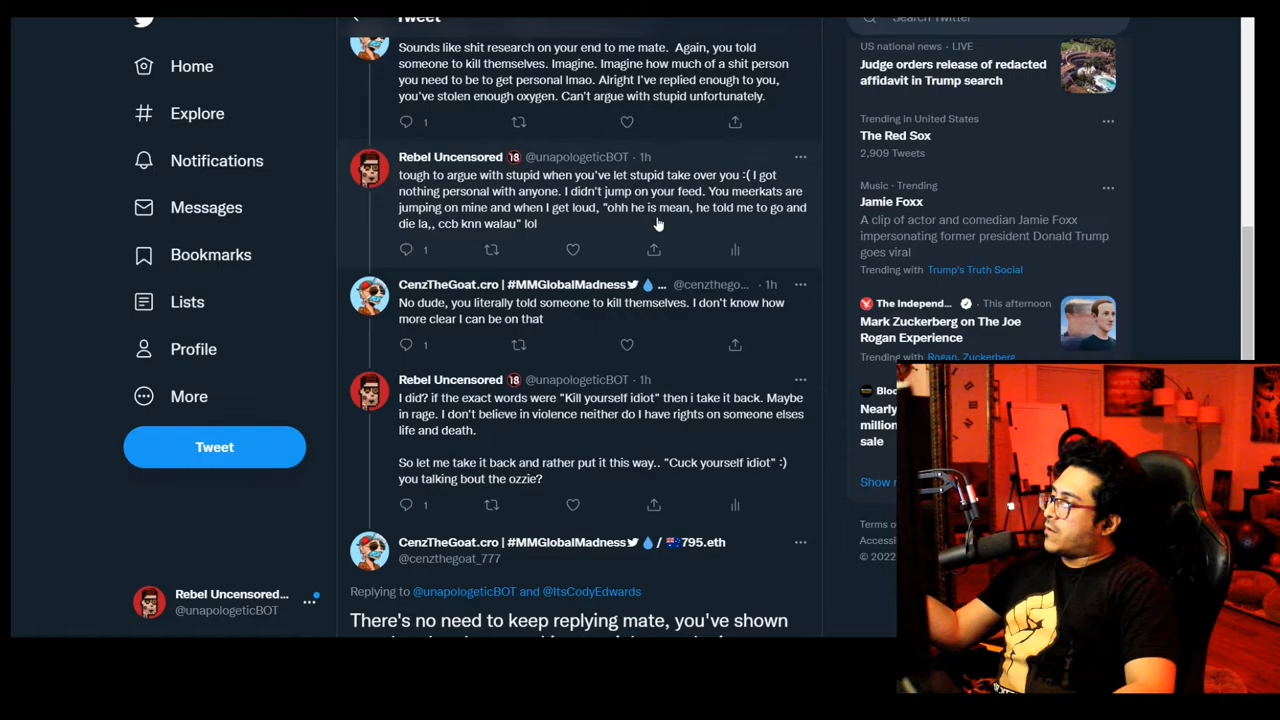 Tweet
Search Twitter
Home
Explore
Notifications
Messages
Bookmarks
Lists
Profile
More
Tweet
Rebel Uncensored...
@unapologeticBOT
Sounds like shit research on your end to me mate. Again, you told
someone to kill themselves. Imagine. Imagine how much of a shit person
you need to be to get personal lmao. Alright I've replied enough to you,
you've stolen enough oxygen. Can't argue with stupid unfortunately.
1
Rebel Uncensored 🔞 @unapologeticBOT · 1h
tough to argue with stupid when you've let stupid take over you :( I got
nothing personal with anyone. I didn't jump on your feed. You meerkats are
jumping on mine and when I get loud, "ohh he is mean, he told me to go and
die la,, ccb knn walau" lol
1
CenzTheGoat.cro | #MMGlobalMadness 💧 ... @cenzthego... · 1h
No dude, you literally told someone to kill themselves. I don't know how
more clear I can be on that
1
Rebel Uncensored 🔞 @unapologeticBOT · 1h
I did? if the exact words were "Kill yourself idiot" then i take it back. Maybe
in rage. I don't believe in violence neither do I have rights on someone elses
life and death.
So let me take it back and rather put it this way.. "Cuck yourself idiot" :)
you talking bout the ozzie?
1
CenzTheGoat.cro | #MMGlobalMadness 💧/ 🇦🇺795.eth
@cenzthegoat_777
Replying to @unapologeticBOT and @ItsCodyEdwards
There's no need to keep replying mate, you've shown
US national news · LIVE
Judge orders release of redacted
affidavit in Trump search
Trending in United States
The Red Sox
2,909 Tweets
Music · Trending
Jamie Foxx
A clip of actor and comedian Jamie Foxx
impersonating former president Donald Trump
goes viral
Trending with Trump's Truth Social
The Independ... · This afternoon
Mark Zuckerberg on The Joe
Rogan Experience
Trending with Rogan, Zuckerberg
Bloo
Nearly
million
sale
Show
Terms o
Accessi
© 2022